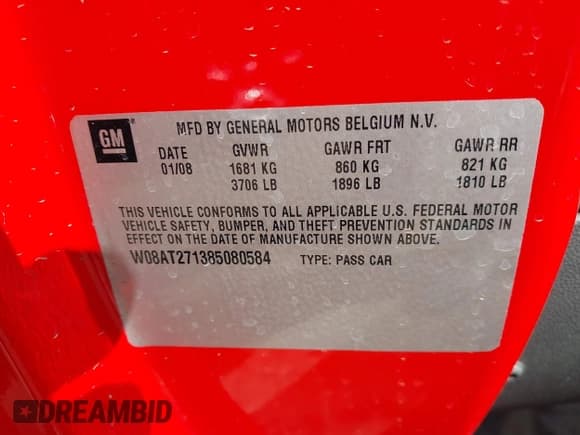 GM
MFD BY GENERAL MOTORS BELGIUM N.V.
DATE GVWR GAWR FRT GAWR RR
01/08 1681 KG 860 KG 821 KG
3706 LB 1896 LB 1810 LB
THIS VEHICLE CONFORMS TO ALL APPLICABLE U.S. FEDERAL MOTOR
VEHICLE SAFETY, BUMPER, AND THEFT PREVENTION STANDARDS IN
EFFECT ON THE DATE OF MANUFACTURE SHOWN ABOVE.
W08AT271385080584 TYPE: PASS CAR
DREAMBID